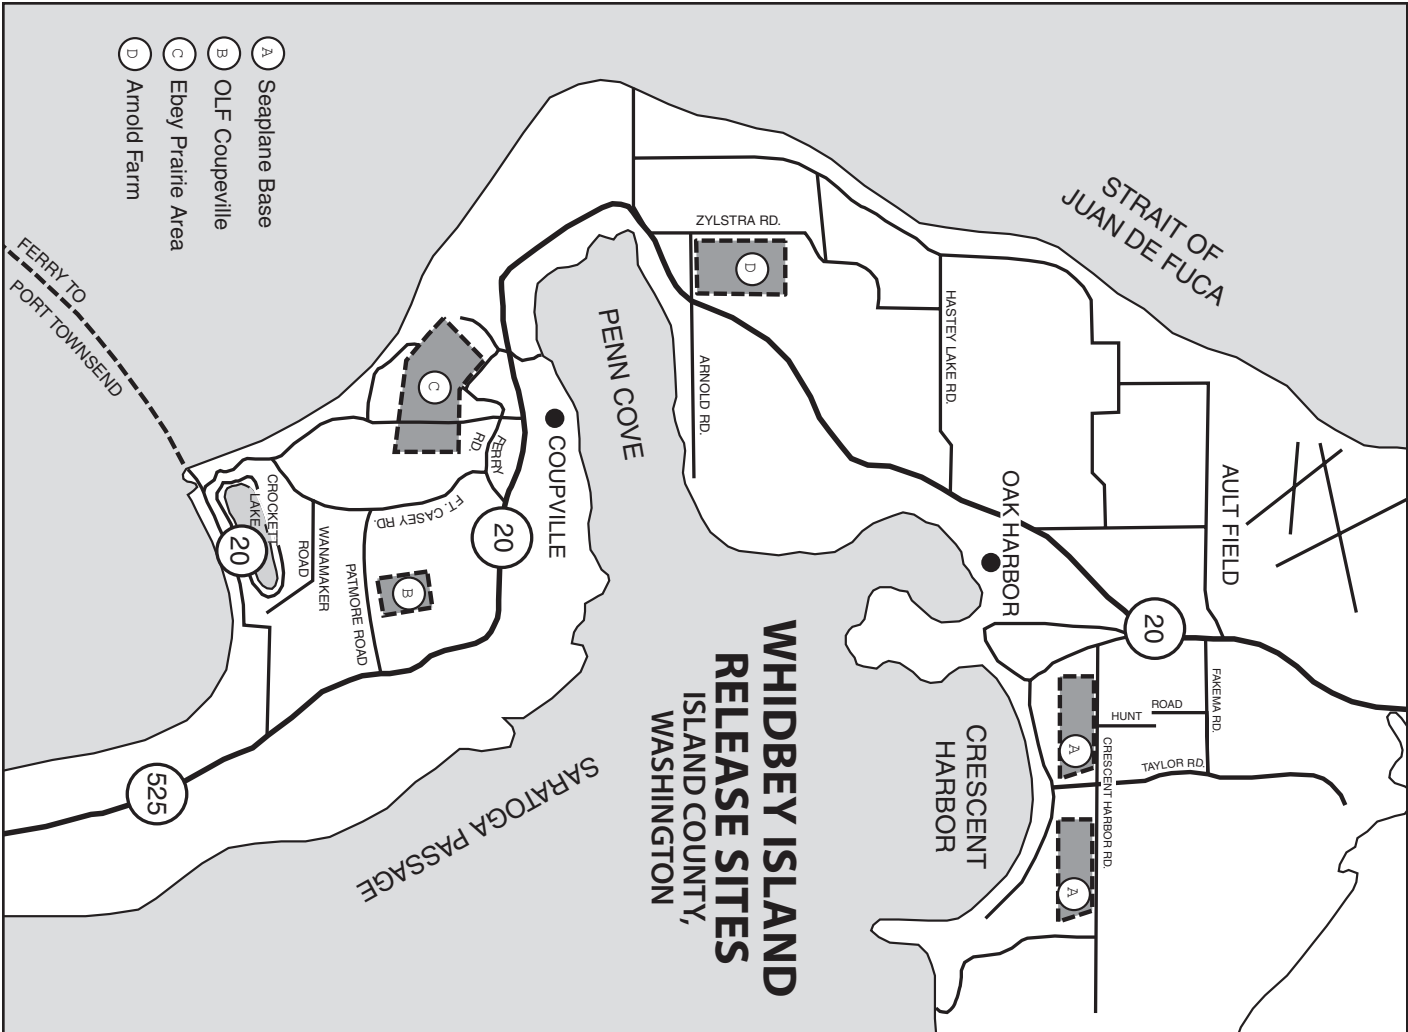 STRAIT OF
JUAN DE FUCA
AULT FIELD
20
FAKEMA RD.
ROAD
HUNT
TAYLOR RD.
CRESCENT HARBOR RD.
A
A
OAK HARBOR
HASTEY LAKE RD.
CRESCENT
HARBOR
ZYLSTRA RD.
D
ARNOLD RD.
WHIDBEY ISLAND
RELEASE SITES
ISLAND COUNTY,
WASHINGTON
PENN COVE
COUPVILLE
20
FERRY
RD.
C
FT. CASEY RD.
B
PATMORE ROAD
WANAMAKER
ROAD
CROCKETT
LAKE
20
SARATOGA PASSAGE
525
A Seaplane Base
B OLF Coupeville
C Ebey Prairie Area
D Arnold Farm
FERRY TO
PORT TOWNSEND